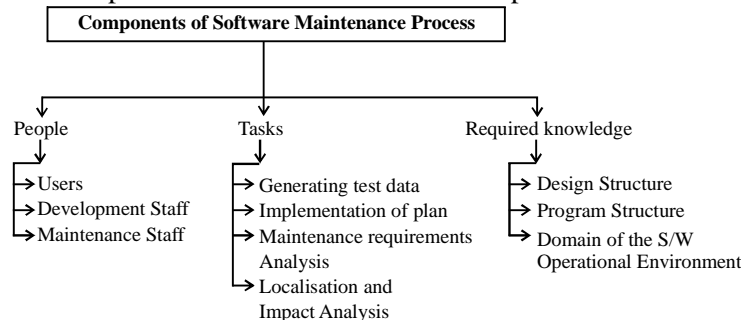 Components of Software Maintenance Process
People
Users
Development Staff
Maintenance Staff
Tasks
Generating test data
Implementation of plan
Maintenance requirements
Analysis
Localisation and
Impact Analysis
Required knowledge
Design Structure
Program Structure
Domain of the S/W
Operational Environment